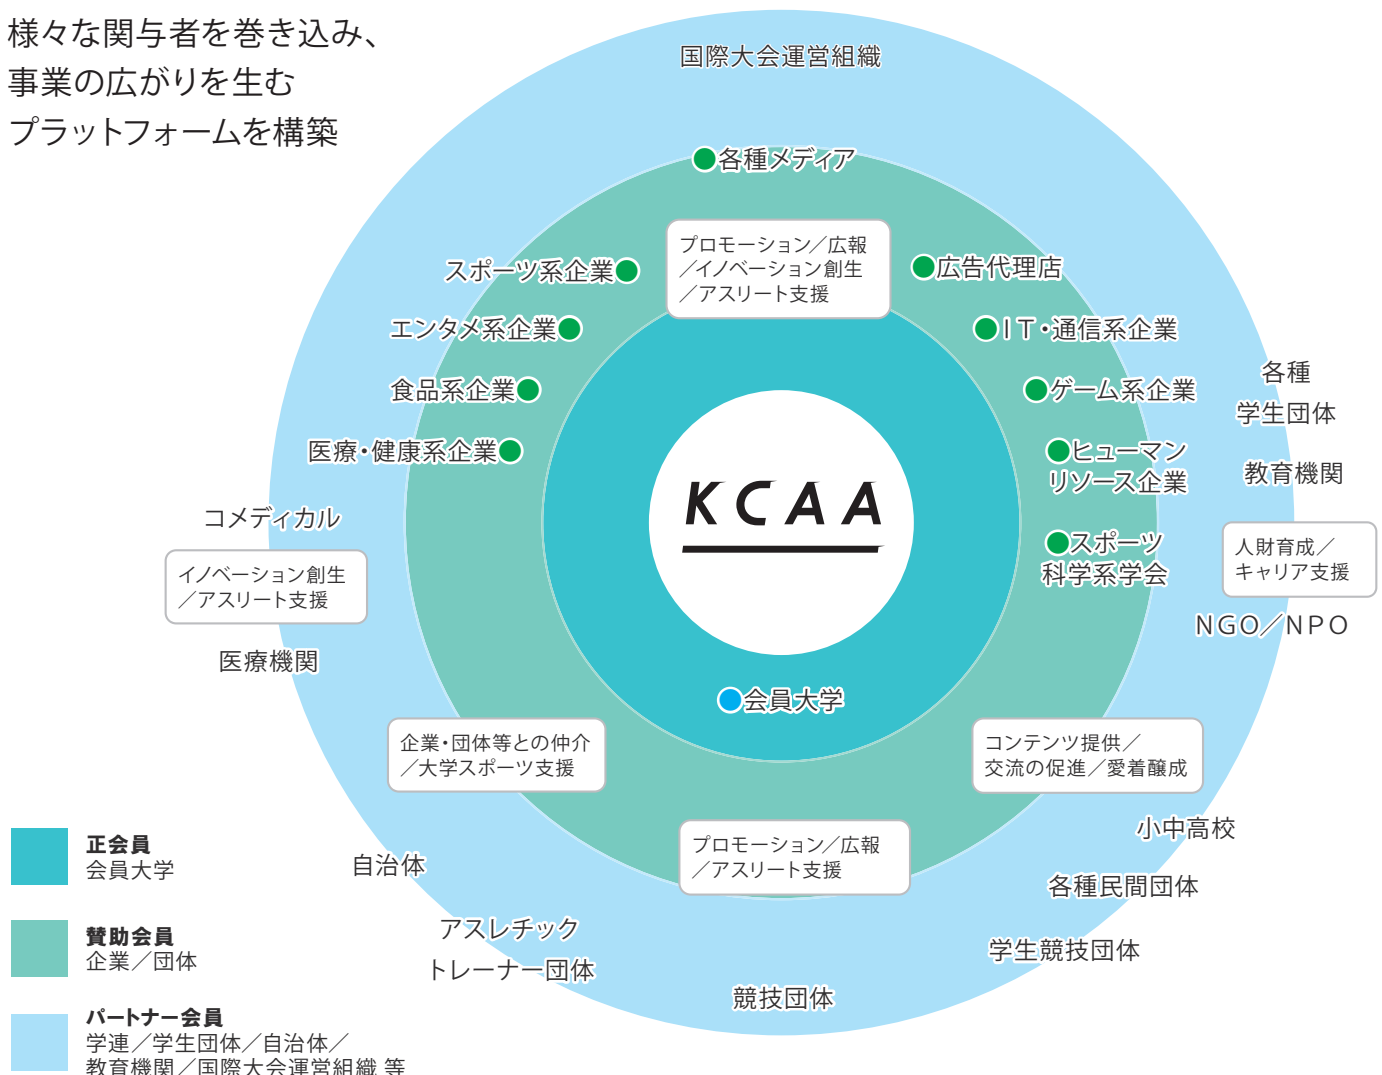 様々な関与者を巻き込み、
事業の広がりを生む
プラットフォームを構築
国際大会運営組織
各種メディア
プロモーション／広報
／イノベーション創生
／アスリート支援
スポーツ系企業
エンタメ系企業
食品系企業
医療・健康系企業
広告代理店
IT・通信系企業
ゲーム系企業
ヒューマン
リソース企業
スポーツ
科学系学会
各種
学生団体
教育機関
人財育成／
キャリア支援
NGO／NPO
コメディカル
イノベーション創生
／アスリート支援
医療機関
KCAA
会員大学
企業・団体等との仲介
／大学スポーツ支援
コンテンツ提供／
交流の促進／愛着醸成
プロモーション／広報
／アスリート支援
小中高校
各種民間団体
学生競技団体
競技団体
自治体
アスレチック
トレーナー団体
正会員
会員大学
賛助会員
企業／団体
パートナー会員
学連／学生団体／自治体／
教育機関／国際大会運営組織 等